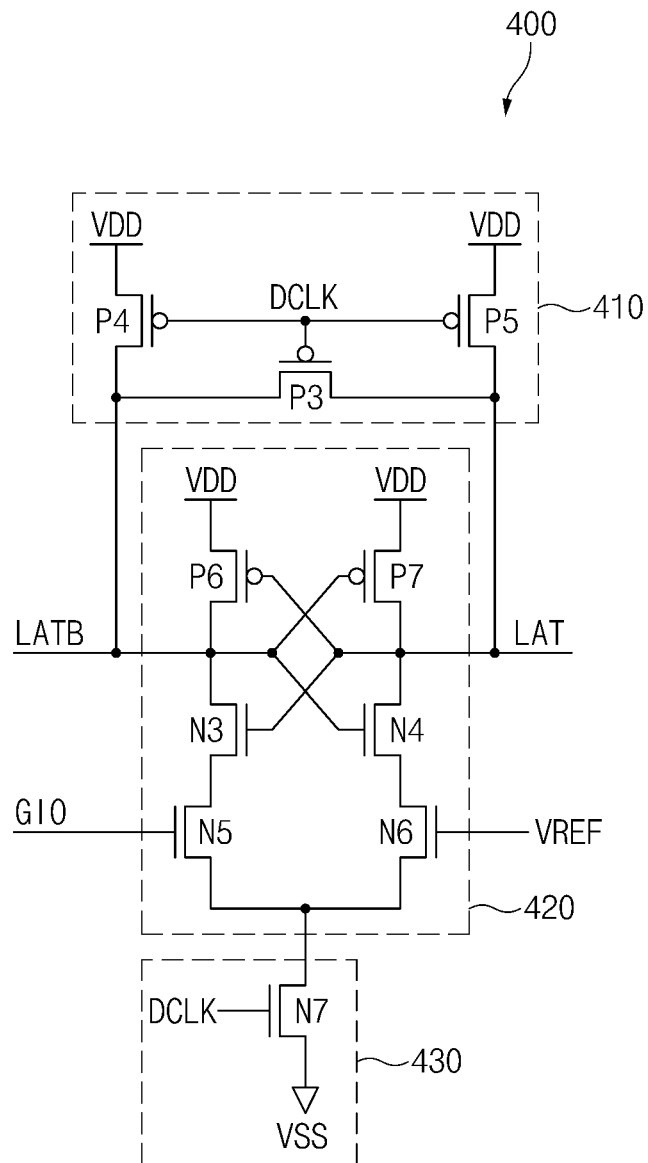 400
VDD VDD
DCLK
P4 P5
410
P3
VDD VDD
P6 P7
LATB LAT
N3 N4
GIO N5 N6 VREF
420
DCLK N7
430
VSS